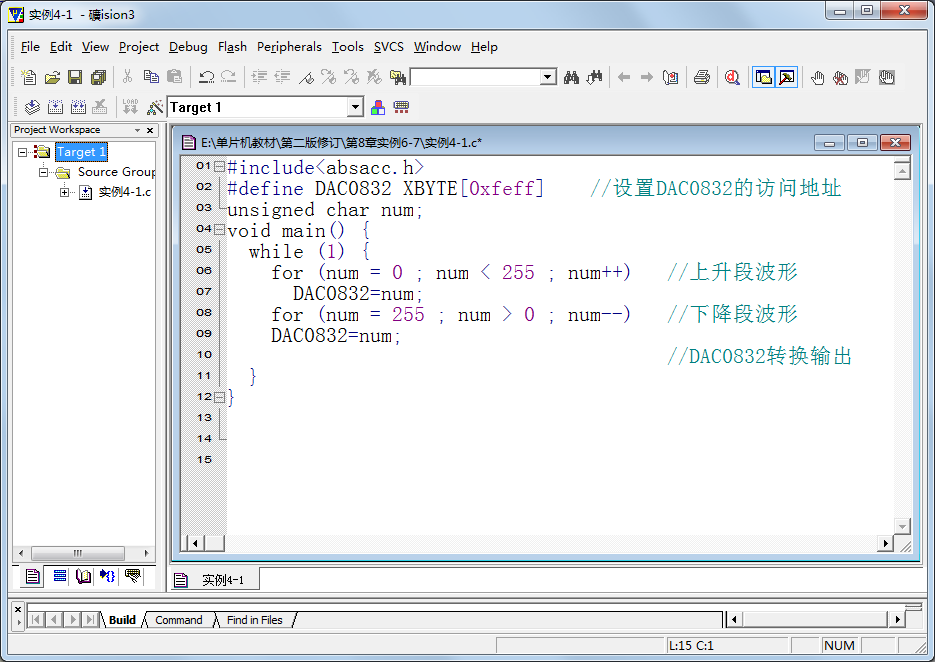 实例4-1 - 礦ision3
File Edit View Project Debug Flash Peripherals Tools SVCS Window Help
LOAD
Target 1
Project Workspace
Target 1
Source Group
实例4-1.c
E:\单片机教材\第二版修订\第8章实例6-7\实例4-1.c*
01 #include<absacc.h>
02 #define DAC0832 XBYTE[0xfeff] //设置DAC0832的访问地址
03 unsigned char num;
04 void main() {
05 while (1) {
06 for (num = 0 ; num < 255 ; num++) //上升段波形
07 DAC0832=num;
08 for (num = 255 ; num > 0 ; num--) //下降段波形
09 DAC0832=num;
10 //DAC0832转换输出
11 }
12 }
13
14
15
实例4-1
Build Command Find in Files
L:15 C:1 NUM